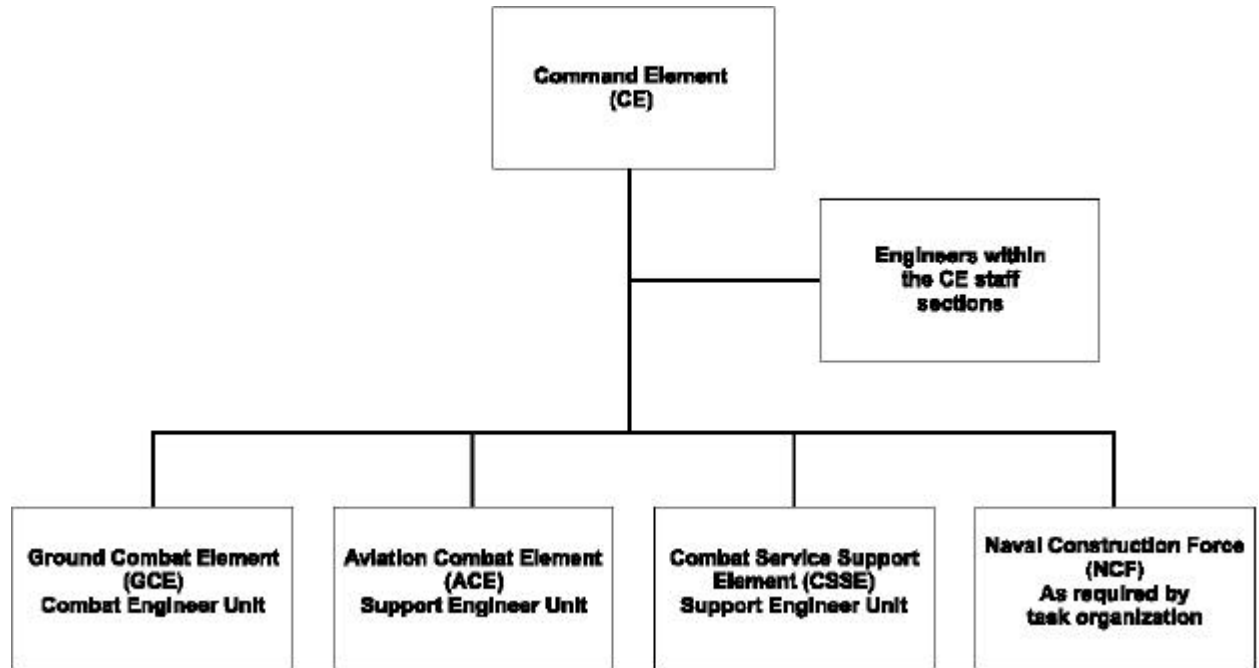 Command Element
(CE)
Engineers within
the CE staff
sections
Ground Combat Element
(GCE)
Combat Engineer Unit
Aviation Combat Element
(ACE)
Support Engineer Unit
Combat Service Support
Element (CSSE)
Support Engineer Unit
Naval Construction Force
(NCF)
As required by
task organization